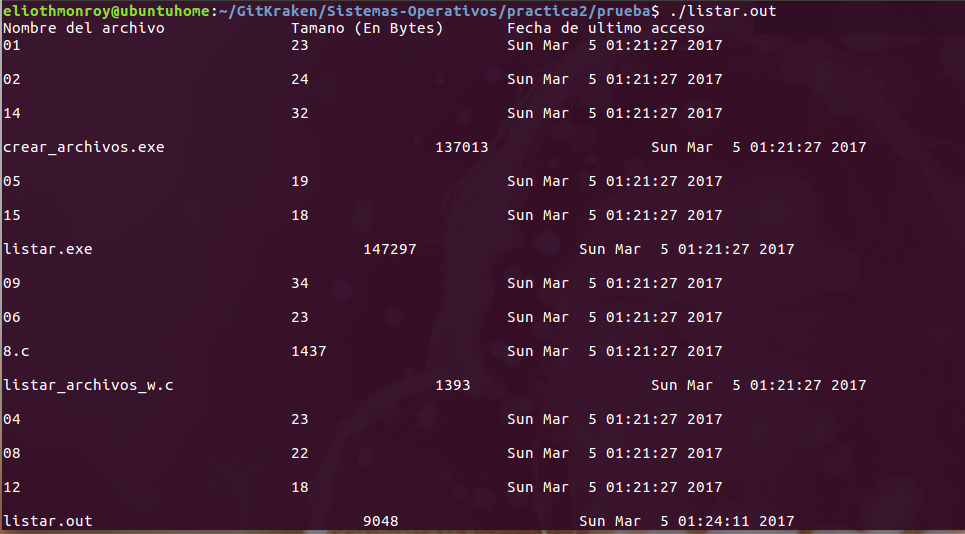 eliothmonroy@ubuntuhome:~/GitKraken/Sistemas-Operativos/practica2/prueba$ ./listar.out
Nombre del archivo Tamano (En Bytes) Fecha de ultimo acceso
01 23 Sun Mar  5 01:21:27 2017
02 24 Sun Mar  5 01:21:27 2017
14 32 Sun Mar  5 01:21:27 2017
crear_archivos.exe 137013 Sun Mar  5 01:21:27 2017
05 19 Sun Mar  5 01:21:27 2017
15 18 Sun Mar  5 01:21:27 2017
listar.exe 147297 Sun Mar  5 01:21:27 2017
09 34 Sun Mar  5 01:21:27 2017
06 23 Sun Mar  5 01:21:27 2017
8.c 1437 Sun Mar  5 01:21:27 2017
listar_archivos_w.c 1393 Sun Mar  5 01:21:27 2017
04 23 Sun Mar  5 01:21:27 2017
08 22 Sun Mar  5 01:21:27 2017
12 18 Sun Mar  5 01:21:27 2017
listar.out 9048 Sun Mar  5 01:24:11 2017